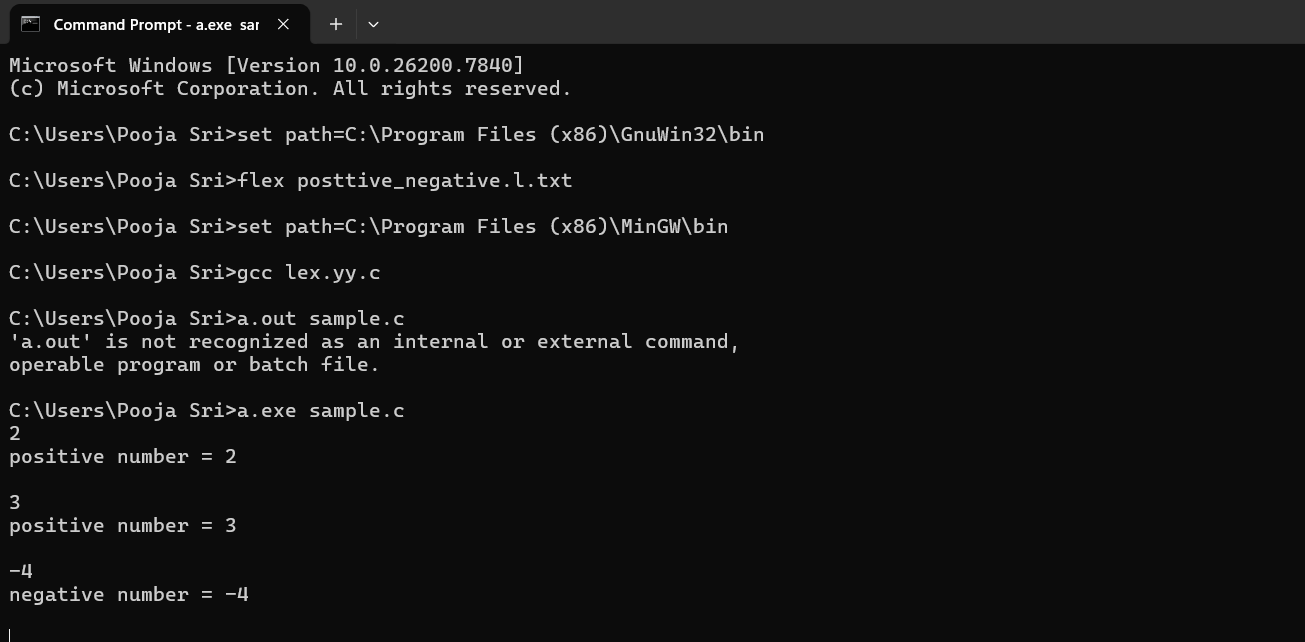 Command Prompt - a.exe sar
Microsoft Windows [Version 10.0.26200.7840]
(c) Microsoft Corporation. All rights reserved.
C:\Users\Pooja Sri>set path=C:\Program Files (x86)\GnuWin32\bin
C:\Users\Pooja Sri>flex posttive_negative.l.txt
C:\Users\Pooja Sri>set path=C:\Program Files (x86)\MinGW\bin
C:\Users\Pooja Sri>gcc lex.yy.c
C:\Users\Pooja Sri>a.out sample.c
'a.out' is not recognized as an internal or external command,
operable program or batch file.
C:\Users\Pooja Sri>a.exe sample.c
2
positive number = 2
3
positive number = 3
-4
negative number = -4